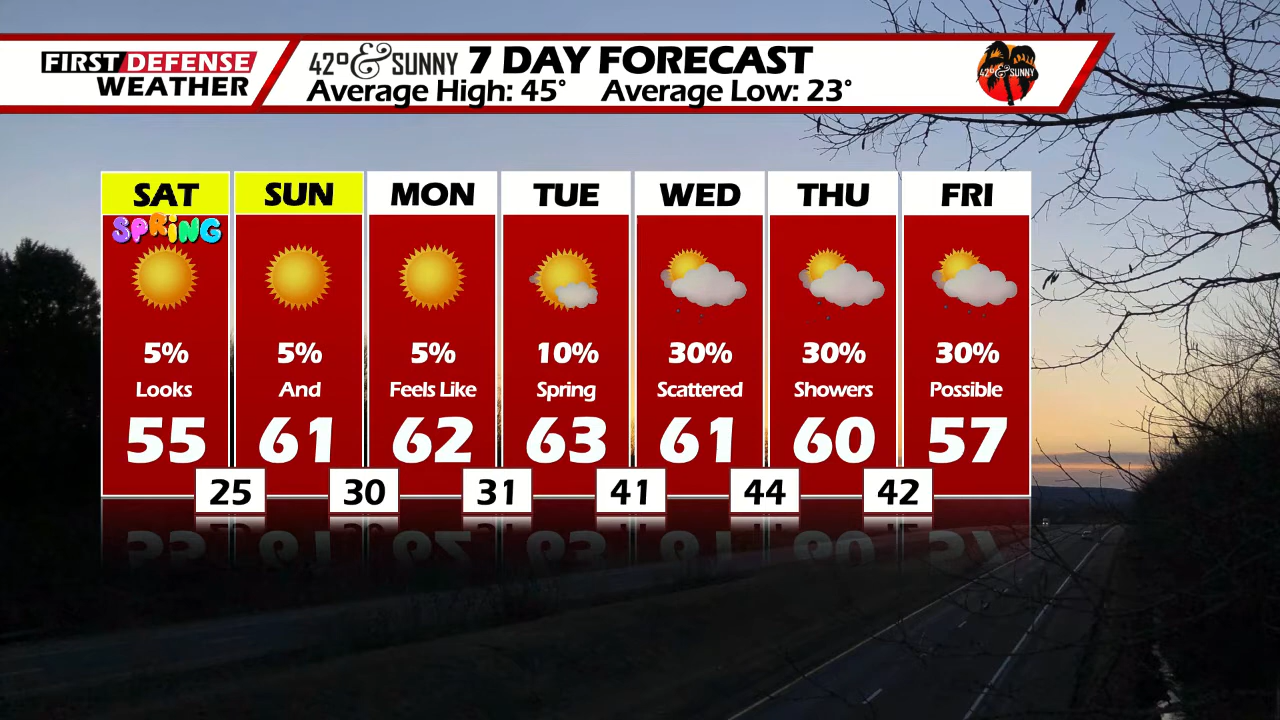 FIRST DEFENSE
WEATHER
42° & SUNNY 7 DAY FORECAST
Average High: 45° Average Low: 23°
42° & SUNNY
SAT SUN MON TUE WED THU FRI
SPRING
5% 5% 5% 10% 30% 30% 30%
Looks And Feels Like Spring Scattered Showers Possible
55 61 62 63 61 60 57
25 30 31 41 44 42